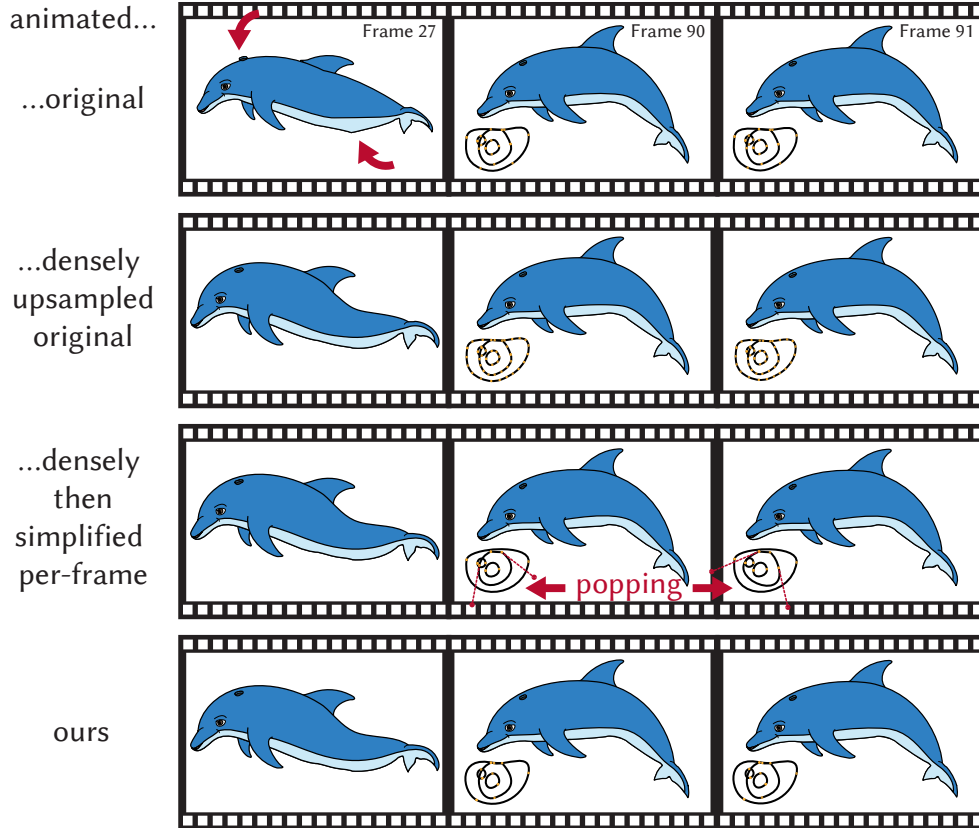 animated...
Frame 27
Frame 90
Frame 91
...original
...densely
upsampled
original
...densely
then
simplified
per-frame
popping
ours